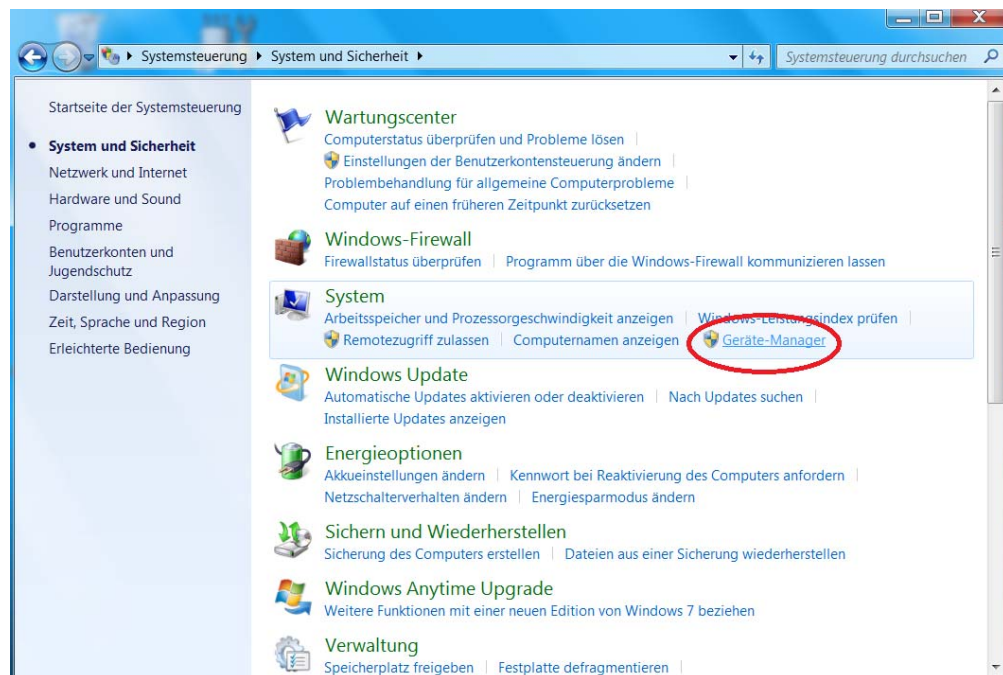 Systemsteuerung System und Sicherheit
Systemsteuerung durchsuchen
Startseite der Systemsteuerung
System und Sicherheit
Netzwerk und Internet
Hardware und Sound
Programme
Benutzerkonten und
Jugendschutz
Darstellung und Anpassung
Zeit, Sprache und Region
Erleichterte Bedienung
Wartungscenter
Computerstatus überprüfen und Probleme lösen
Einstellungen der Benutzerkontensteuerung ändern
Problembehandlung für allgemeine Computerprobleme
Computer auf einen früheren Zeitpunkt zurücksetzen
Windows-Firewall
Firewallstatus überprüfen Programm über die Windows-Firewall kommunizieren lassen
System
Arbeitsspeicher und Prozessorgeschwindigkeit anzeigen Windows-Leistungsindex prüfen
Remotezugriff zulassen Computernamen anzeigen Geräte-Manager
Windows Update
Automatische Updates aktivieren oder deaktivieren Nach Updates suchen
Installierte Updates anzeigen
Energieoptionen
Akkueinstellungen ändern Kennwort bei Reaktivierung des Computers anfordern
Netzschalterverhalten ändern Energiesparmodus ändern
Sichern und Wiederherstellen
Sicherung des Computers erstellen Dateien aus einer Sicherung wiederherstellen
Windows Anytime Upgrade
Weitere Funktionen mit einer neuen Edition von Windows 7 beziehen
Verwaltung
Speicherplatz freigeben Festplatte defragmentieren